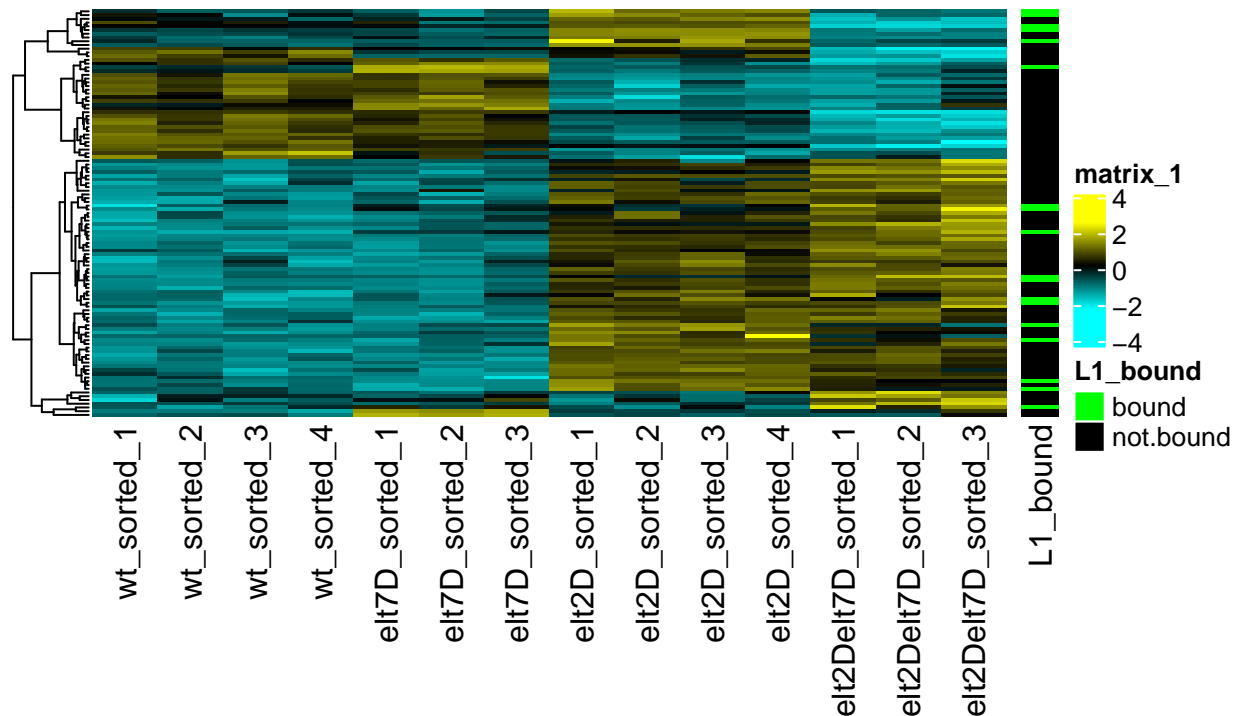 matrix_1
4
2
0
−2
−4
L1_bound
bound
not.bound
wt_sorted_1
wt_sorted_2
wt_sorted_3
wt_sorted_4
elt7D_sorted_1
elt7D_sorted_2
elt7D_sorted_3
elt2D_sorted_1
elt2D_sorted_2
elt2D_sorted_3
elt2D_sorted_4
elt2Delt7D_sorted_1
elt2Delt7D_sorted_2
elt2Delt7D_sorted_3
L1_bound